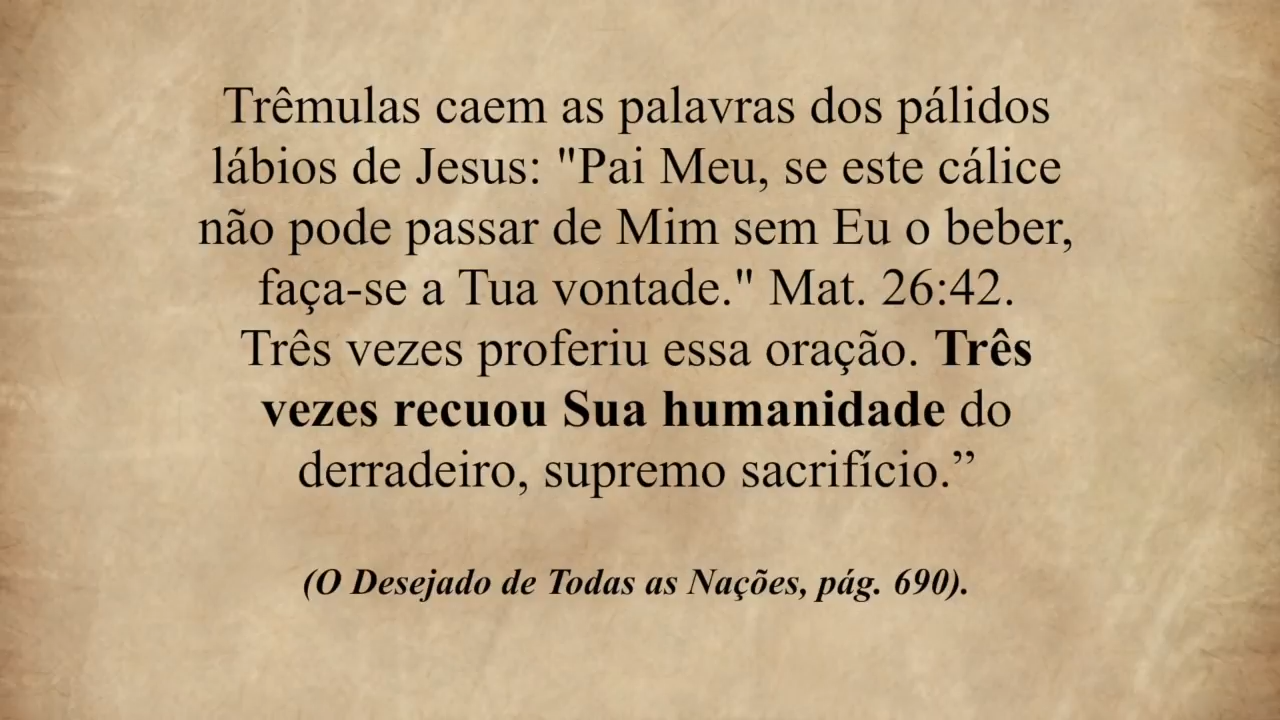 Trêmulas caem as palavras dos pálidos
lábios de Jesus: "Pai Meu, se este cálice
não pode passar de Mim sem Eu o beber,
faça-se a Tua vontade." Mat. 26:42.
Três vezes proferiu essa oração. Três
vezes recuou Sua humanidade do
derradeiro, supremo sacrifício.”
(O Desejado de Todas as Nações, pág. 690).